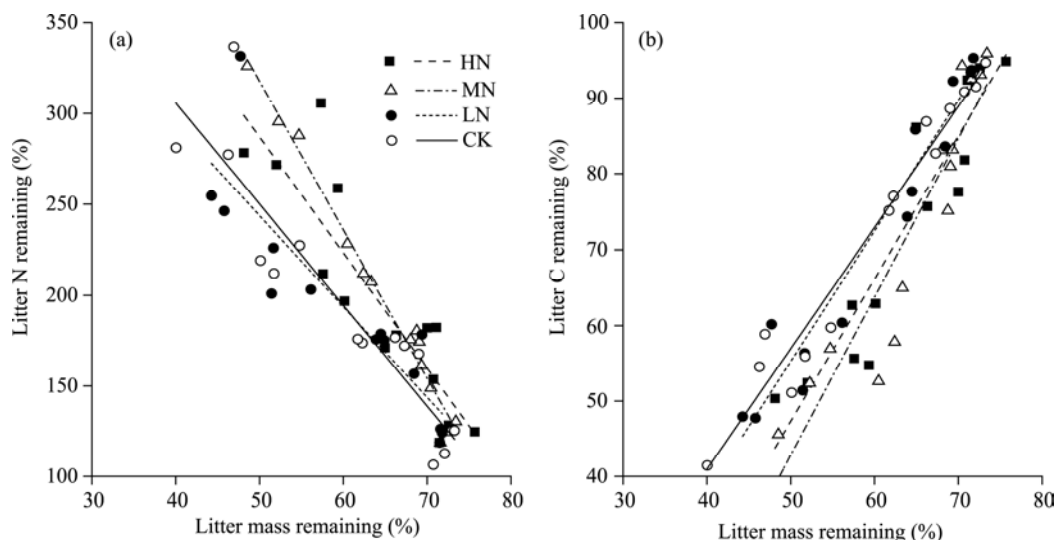 (a)
HN
MN
LN
CK
350
300
250
200
150
100
30 40 50 60 70 80
Litter N remaining (%)
Litter mass remaining (%)
(b)
100
90
80
70
60
50
40
30 40 50 60 70 80
Litter C remaining (%)
Litter mass remaining (%)